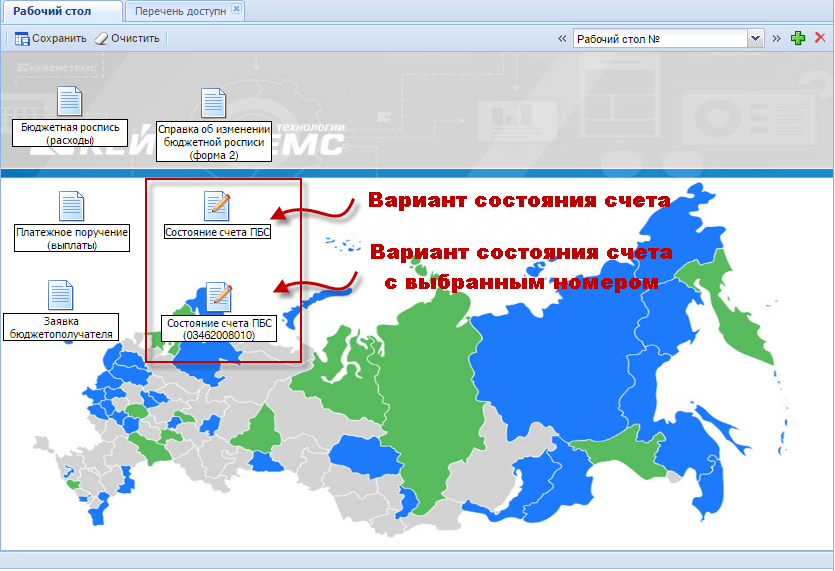 Рабочий стол
Перечень доступн
Сохранить
Очистить
«
Рабочий стол №
»
КЕЙСИСТЕМС
Бюджетная роспись
(расходы)
Справка об изменении
бюджетной росписи
(форма 2)
ТЕХНОЛОГИИ
Платежное поручение
(выплаты)
Состояние счета ПБС
Вариант состояния счета
Вариант состояния счета
с выбранным номером
Заявка
бюджетополучателя
Состояние счета ПБС
(03462008010)